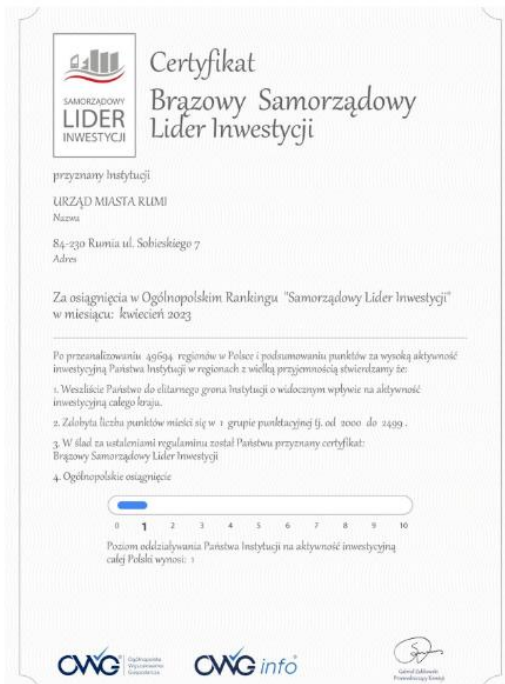 SAMORZĄDOWY
LIDER
INWESTYCJI
Certyfikat
Brązowy Samorządowy
Lider Inwestycji
przyznany Instytucji
URZĄD MIASTA RUMI
Nazwa
84-230 Rumia ul. Sobieskiego 7
Adres
Za osiągnięcia w Ogólnopolskim Rankingu "Samorządowy Lider Inwestycji"
w miesiącu: kwiecień 2023
Po przeanalizowaniu 49694 regionów w Polsce i podsumowaniu punktów za wysoką aktywność
inwestycyjną Państwa Instytucji w regionach z wielką przyjemnością stwierdzamy że:
1. Weszliście Państwo do elitarnego grona Instytucji o widocznym wpływie na aktywność
inwestycyjną całego kraju.
2. Zdobyta liczba punktów mieści się w 1 grupie punktacyjnej tj. od 2000 do 2499 .
3. W ślad za ustaleniami regulaminu został Państwu przyznany certyfikat:
Brązowy Samorządowy Lider Inwestycji
4. Ogólnopolskie osiągnięcie
0 1 2 3 4 5 6 7 8 9 10
Poziom oddziaływania Państwa Instytucji na aktywność inwestycyjną
całej Polski wynosi: 1
OWG
Ogólnopolska
Wyszukiwarka
Gospodarcza
OWG info
Przewodniczący Komisji